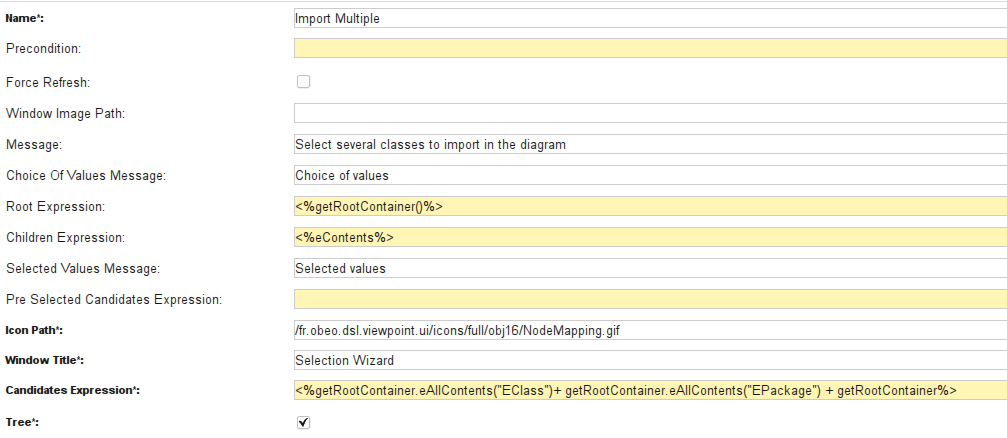 Name*: Import Multiple
Precondition:
Force Refresh:
Window Image Path:
Message: Select several classes to import in the diagram
Choice Of Values Message: Choice of values
Root Expression: <%getRootContainer()%>
Children Expression: <%eContents%>
Selected Values Message: Selected values
Pre Selected Candidates Expression:
Icon Path*: /fr.obeo.dsl.viewpoint.ui/icons/full/obj16/NodeMapping.gif
Window Title*: Selection Wizard
Candidates Expression*: <%getRootContainer.eAllContents("EClass")+ getRootContainer.eAllContents("EPackage") + getRootContainer%>
Tree*: